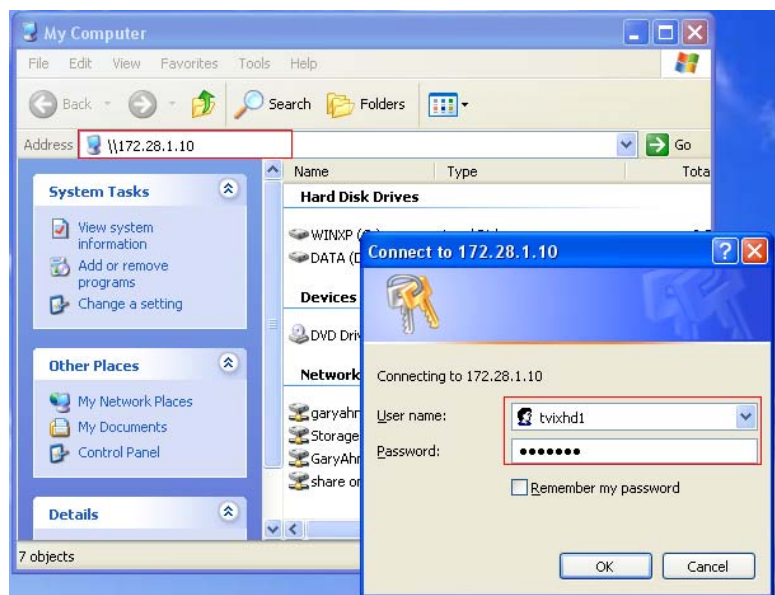 My Computer
File Edit View Favorites Tools Help
Back Search Folders
Address \\172.28.1.10 Go
Name Type Tota
System Tasks
View system
information
Add or remove
programs
Change a setting
Other Places
My Network Places
My Documents
Control Panel
Details
Hard Disk Drives
WINXP (
DATA (D
Devices
DVD Driv
Network
garyahn
Storage
GaryAhn
share on
7 objects
Connect to 172.28.1.10
Connecting to 172.28.1.10
User name: tvixhd1
Password: •••••••
Remember my password
OK Cancel